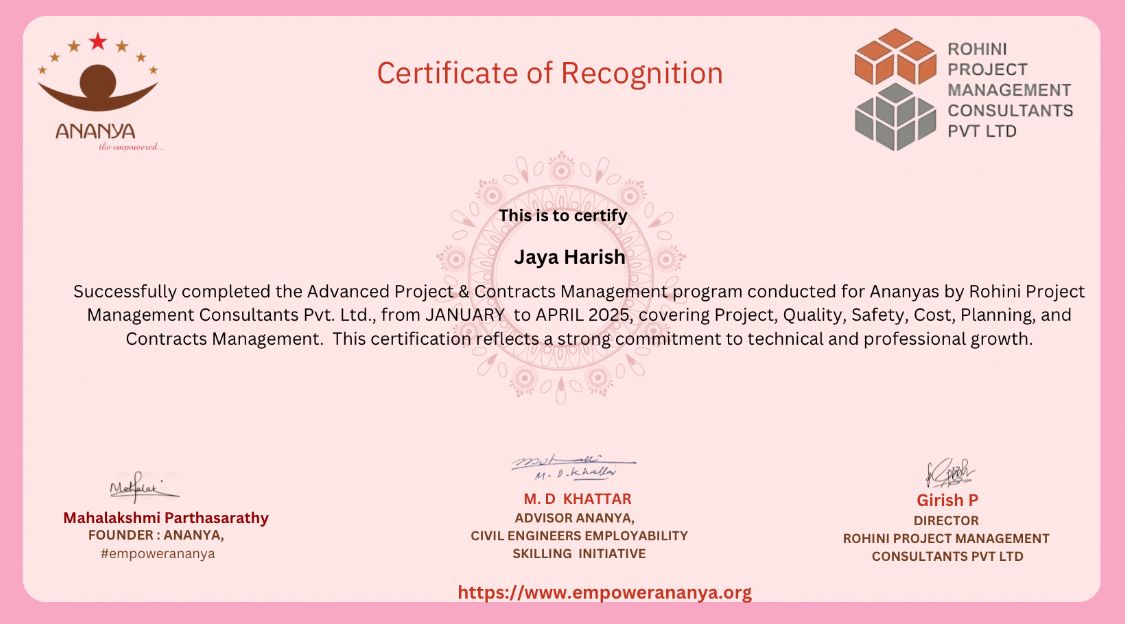 ANANYA
the empowered...
Certificate of Recognition
ROHINI
PROJECT
MANAGEMENT
CONSULTANTS
PVT LTD
This is to certify
Jaya Harish
Successfully completed the Advanced Project & Contracts Management program conducted for Ananyas by Rohini Project
Management Consultants Pvt. Ltd., from JANUARY to APRIL 2025, covering Project, Quality, Safety, Cost, Planning, and
Contracts Management. This certification reflects a strong commitment to technical and professional growth.
Mahalakshmi Parthasarathy
FOUNDER : ANANYA,
#empowerananya
M. D. Khattar
M. D KHATTAR
ADVISOR ANANYA,
CIVIL ENGINEERS EMPLOYABILITY
SKILLING INITIATIVE
Girish P
DIRECTOR
ROHINI PROJECT MANAGEMENT
CONSULTANTS PVT LTD
https://www.empowerananya.org